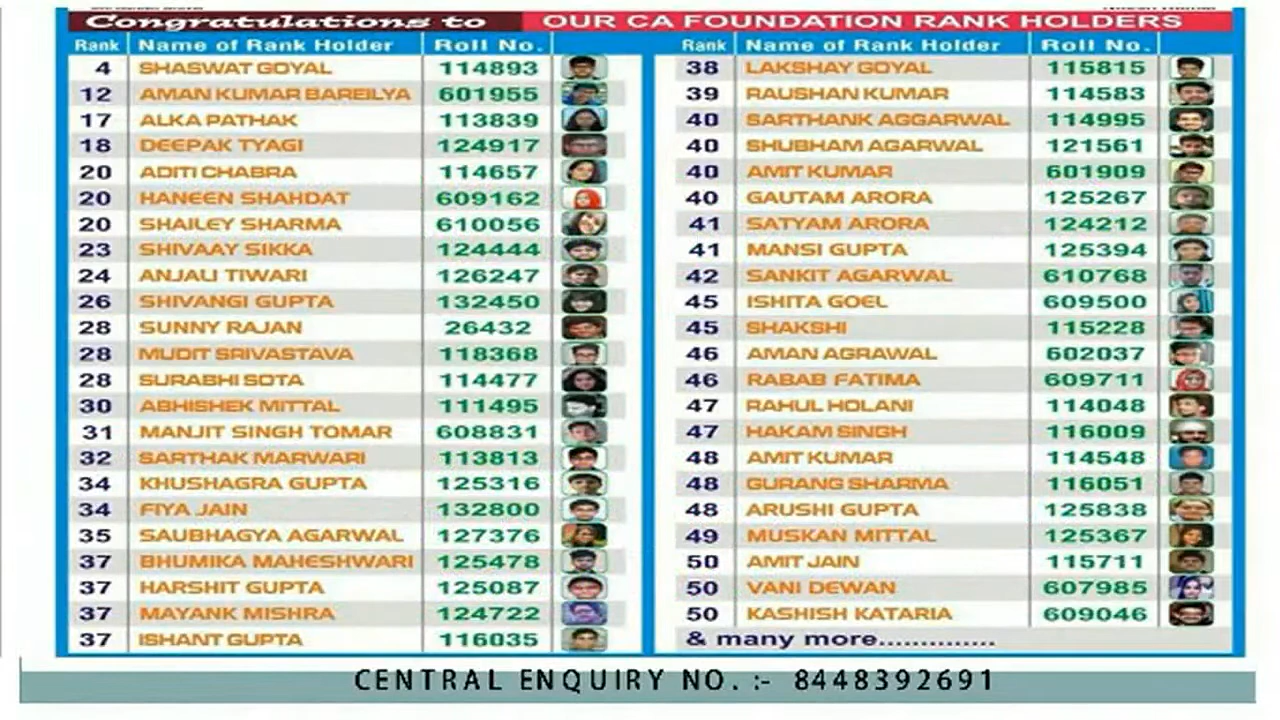 Congratulations to OUR CA FOUNDATION RANK HOLDERS
Rank Name of Rank Holder Roll No.
4 SHASWAT GOYAL 114893
12 AMAN KUMAR BAREILYA 601955
17 ALKA PATHAK 113839
18 DEEPAK TYAGI 124917
20 ADITI CHABRA 114657
20 HANEEN SHAHDAT 609162
20 SHAILEY SHARMA 610056
23 SHIVAAY SIKKA 124444
24 ANJALI TIWARI 126247
26 SHIVANGI GUPTA 132450
28 SUNNY RAJAN 26432
28 MUDIT SRIVASTAVA 118368
28 SURABHI SOTA 114477
30 ABHISHEK MITTAL 111495
31 MANJIT SINGH TOMAR 608831
32 SARTHAK MARWARI 113813
34 KHUSHAGRA GUPTA 125316
34 FIYA JAIN 132800
35 SAUBHAGYA AGARWAL 127376
37 BHUMIKA MAHESHWARI 125478
37 HARSHIT GUPTA 125087
37 MAYANK MISHRA 124722
37 ISHANT GUPTA 116035
Rank Name of Rank Holder Roll No.
38 LAKSHAY GOYAL 115815
39 RAUSHAN KUMAR 114583
40 SARTHANK AGGARWAL 114995
40 SHUBHAM AGARWAL 121561
40 AMIT KUMAR 601909
40 GAUTAM ARORA 125267
41 SATYAM ARORA 124212
41 MANSI GUPTA 125394
42 SANKIT AGARWAL 610768
45 ISHITA GOEL 609500
45 SHAKSHI 115228
46 AMAN AGRAWAL 602037
46 RABAB FATIMA 609711
47 RAHUL HOLANI 114048
47 HAKAM SINGH 116009
48 AMIT KUMAR 114548
48 GURANG SHARMA 116051
48 ARUSHI GUPTA 125838
49 MUSKAN MITTAL 125367
50 AMIT JAIN 115711
50 VANI DEWAN 607985
50 KASHISH KATARIA 609046
& many more..............
CENTRAL ENQUIRY NO. :- 8448392691